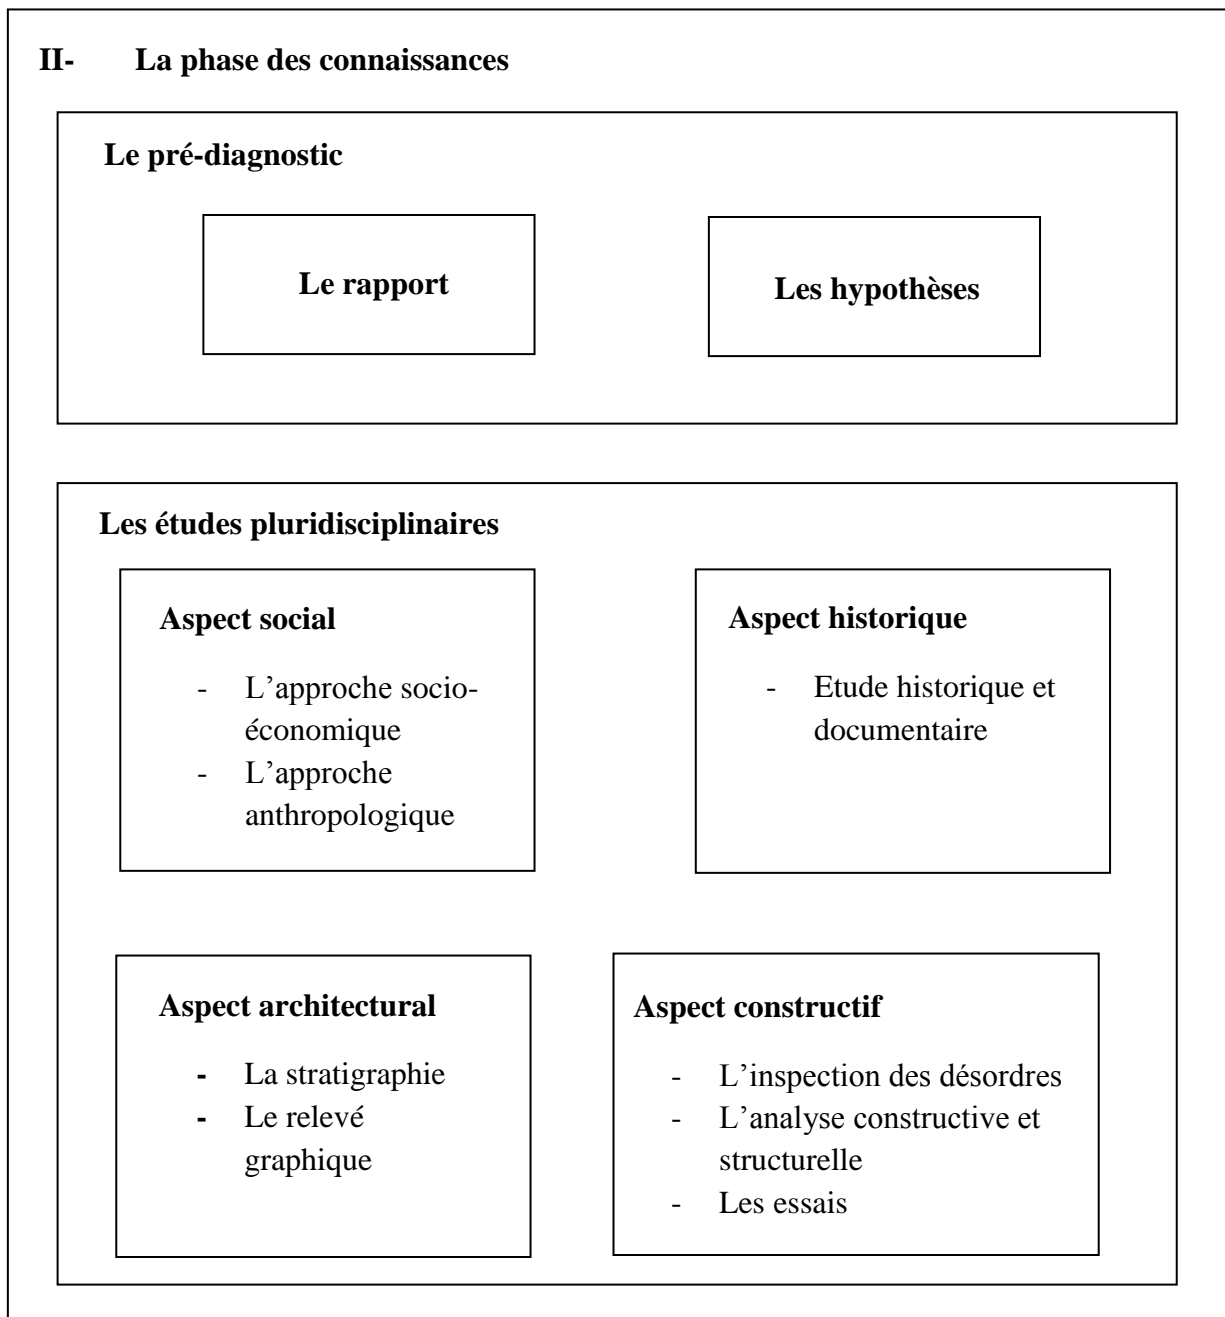 II- La phase des connaissances
Le pré-diagnostic
Le rapport
Les hypothèses
Les études pluridisciplinaires
Aspect social
- L’approche socio-
économique
- L’approche
anthropologique
Aspect historique
- Etude historique et
documentaire
Aspect architectural
- La stratigraphie
- Le relevé
graphique
Aspect constructif
- L’inspection des désordres
- L’analyse constructive et
structurelle
- Les essais